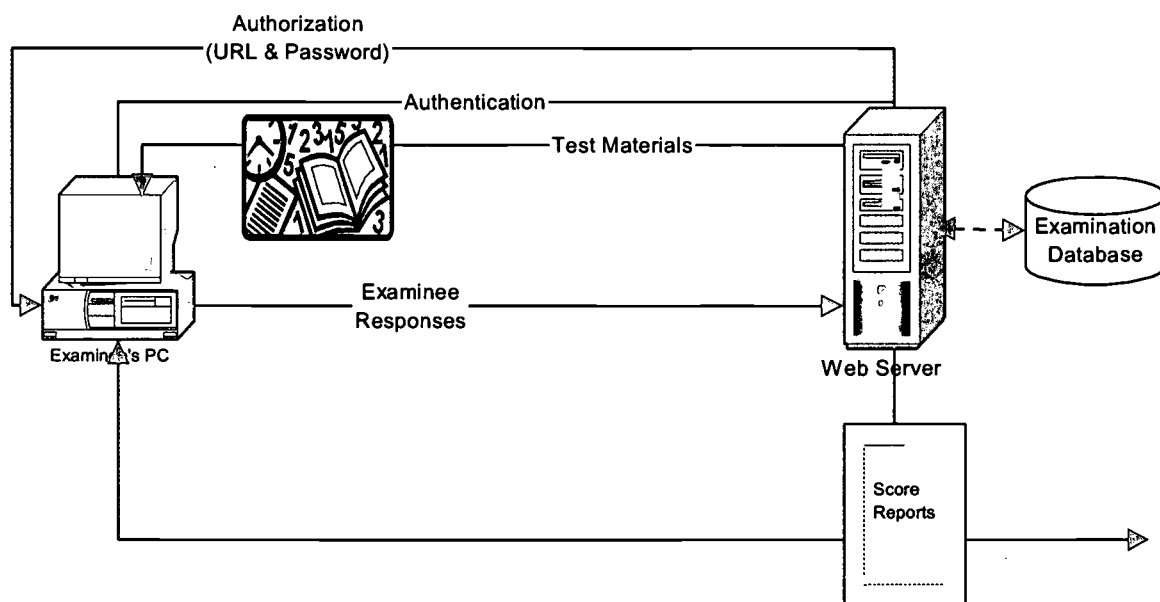 Authorization
(URL & Password)
Authentication
Test Materials
Examination
Database
Examinee
Responses
Web Server
Score
Reports